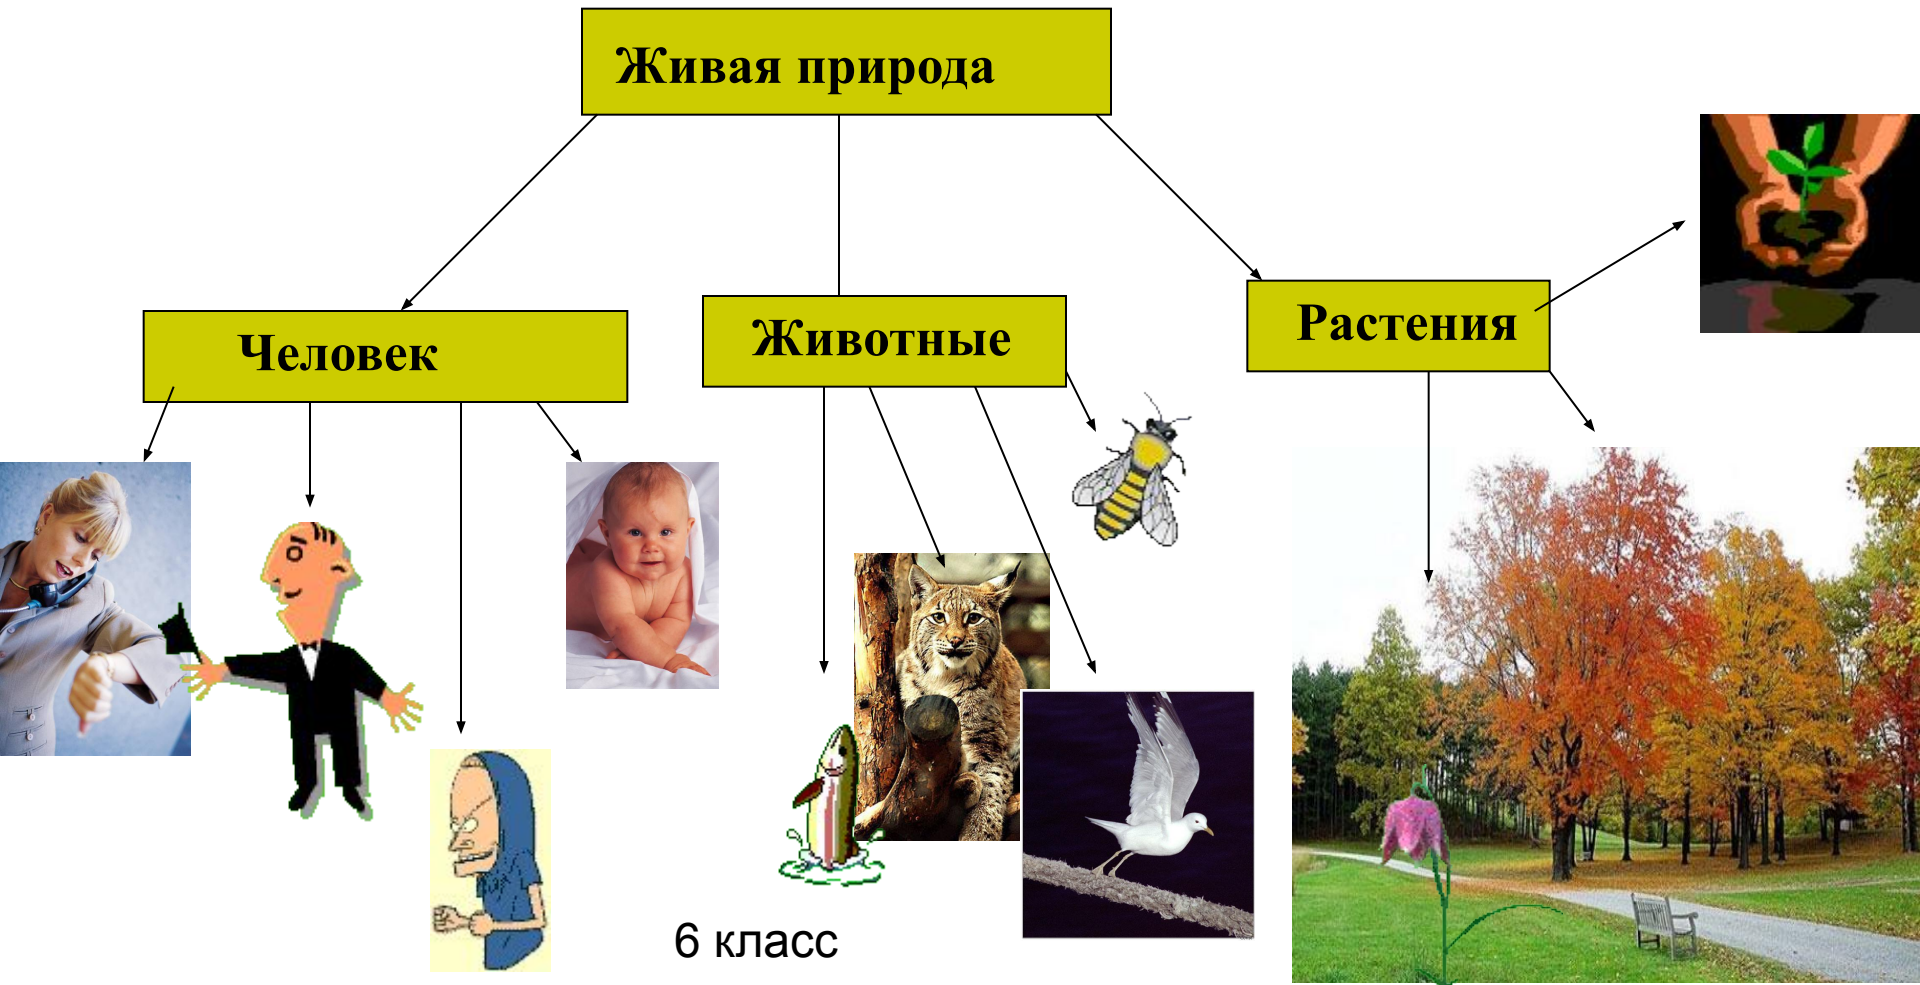 Живая природа
Человек
Животные
Растения
6 класс